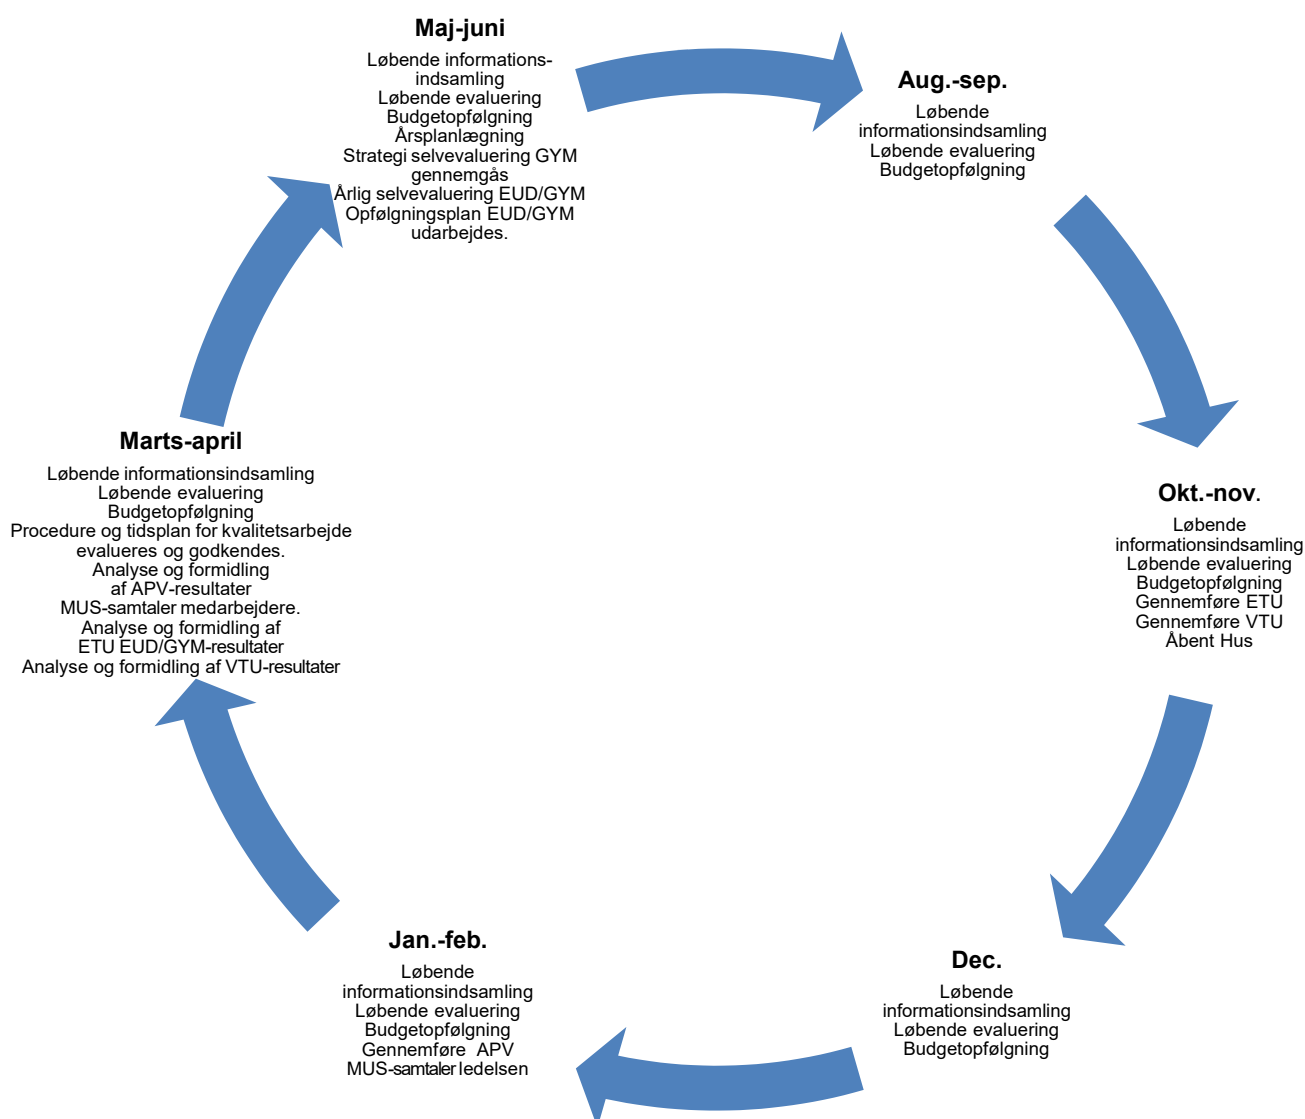 Maj-juni
Løbende informations-
indsamling
Løbende evaluering
Budgetopfølgning
Årsplanlægning
Strategi selvevaluering GYM
gennemgås
Årlig selvevaluering EUD/GYM
Opfølgningsplan EUD/GYM
udarbejdes.
Aug.-sep.
Løbende
informationsindsamling
Løbende evaluering
Budgetopfølgning
Okt.-nov.
Løbende
informationsindsamling
Løbende evaluering
Budgetopfølgning
Gennemføre ETU
Gennemføre VTU
Åbent Hus
Dec.
Løbende
informationsindsamling
Løbende evaluering
Budgetopfølgning
Jan.-feb.
Løbende
informationsindsamling
Løbende evaluering
Budgetopfølgning
Gennemføre APV
MUS-samtaler ledelsen
Marts-april
Løbende informationsindsamling
Løbende evaluering
Budgetopfølgning
Procedure og tidsplan for kvalitetsarbejde
evalueres og godkendes.
Analyse og formidling
af APV-resultater
MUS-samtaler medarbejdere.
Analyse og formidling af
ETU EUD/GYM-resultater
Analyse og formidling af VTU-resultater